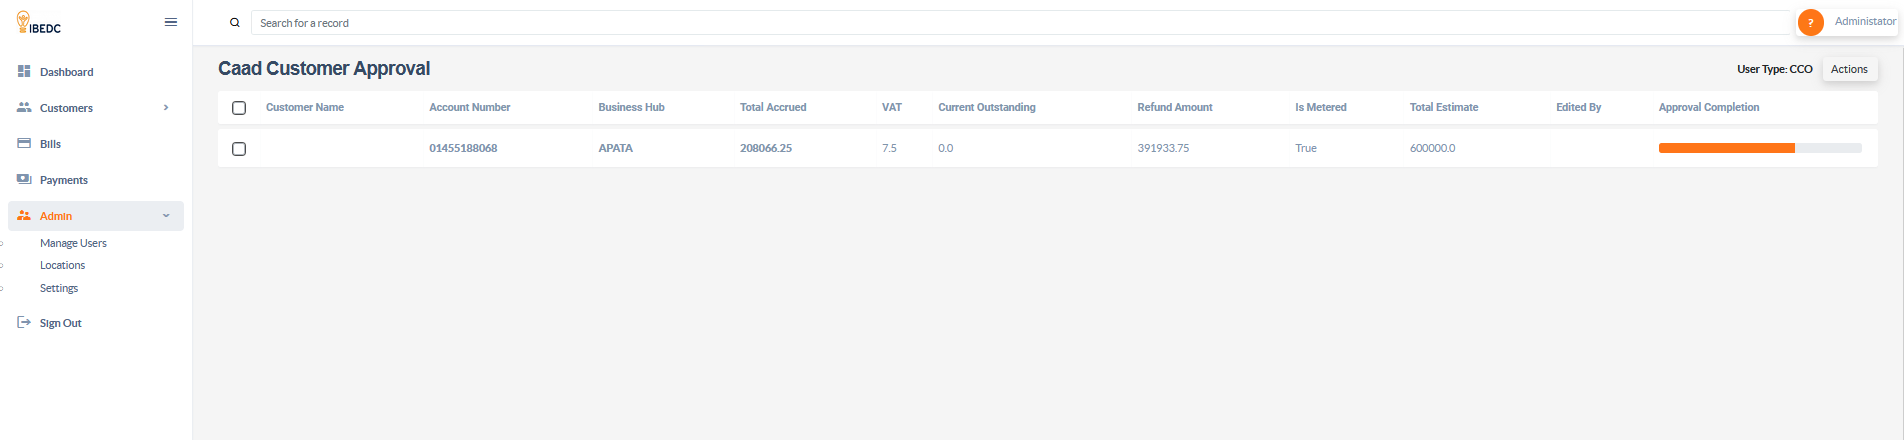 IBEDC
Search for a record
?
Administator
Dashboard
Customers
Bills
Payments
Admin
Manage Users
Locations
Settings
Sign Out
Caad Customer Approval
User Type: CCO
Actions
Customer Name Account Number Business Hub Total Accrued VAT Current Outstanding Refund Amount Is Metered Total Estimate Edited By Approval Completion
01455188068 APATA 208066.25 7.5 0.0 391933.75 True 600000.0